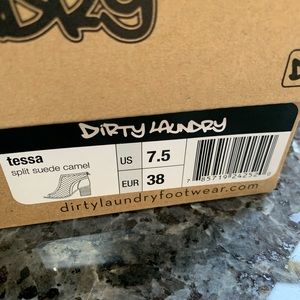 DIRTY LAUNDRY
tessa
split suede camel
US 7.5
EUR 38
dirtylaundryfootwear.com